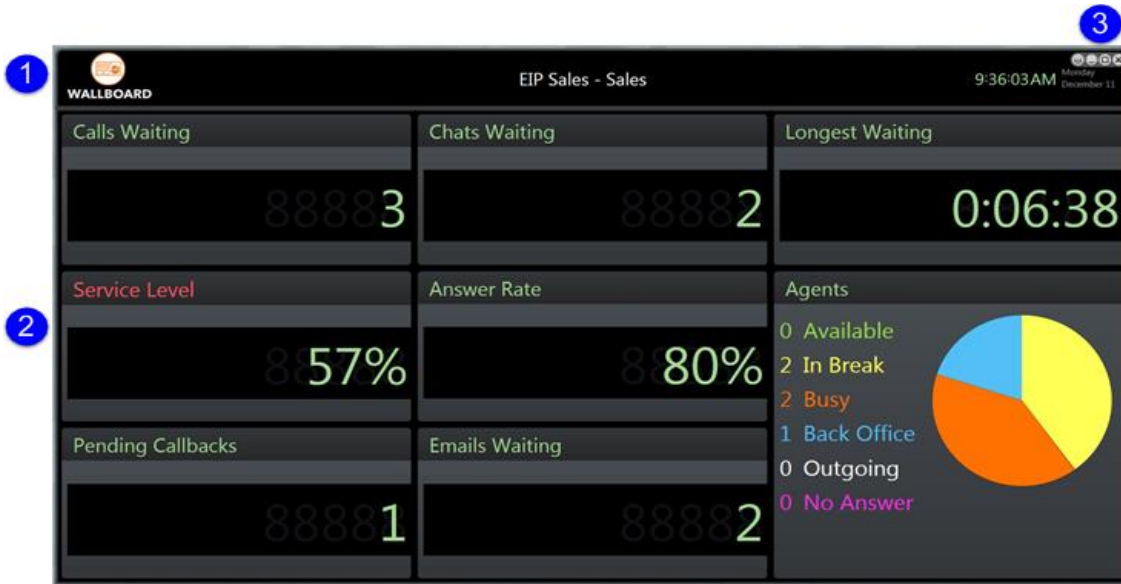 3
1
WALLBOARD
EIP Sales - Sales
9:36:03AM
Monday
December 11
Calls Waiting
Chats Waiting
Longest Waiting
3
2
0:06:38
Service Level
Answer Rate
Agents
2
57%
80%
0 Available
2 In Break
2 Busy
1 Back Office
0 Outgoing
0 No Answer
Pending Callbacks
Emails Waiting
1
2